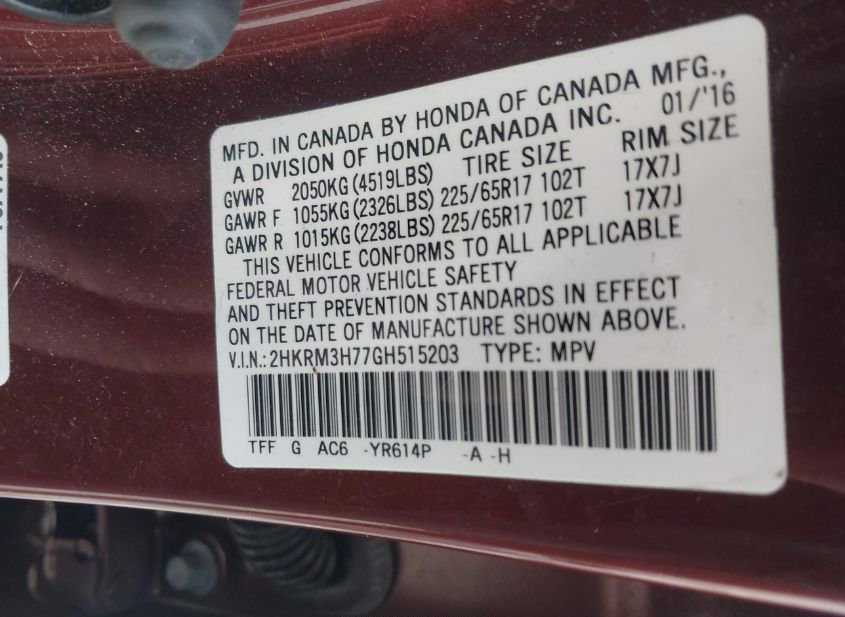 MFD. IN CANADA BY HONDA OF CANADA MFG.,
A DIVISION OF HONDA CANADA INC. 01/'16
GVWR 2050KG(4519LBS) TIRE SIZE RIM SIZE
GAWR F 1055KG(2326LBS) 225/65R17 102T 17X7J
GAWR R 1015KG(2238LBS) 225/65R17 102T 17X7J
THIS VEHICLE CONFORMS TO ALL APPLICABLE
FEDERAL MOTOR VEHICLE SAFETY
AND THEFT PREVENTION STANDARDS IN EFFECT
ON THE DATE OF MANUFACTURE SHOWN ABOVE.
V.I.N.:2HKRM3H77GH515203 TYPE: MPV
TFF G AC6 -YR614P -A -H